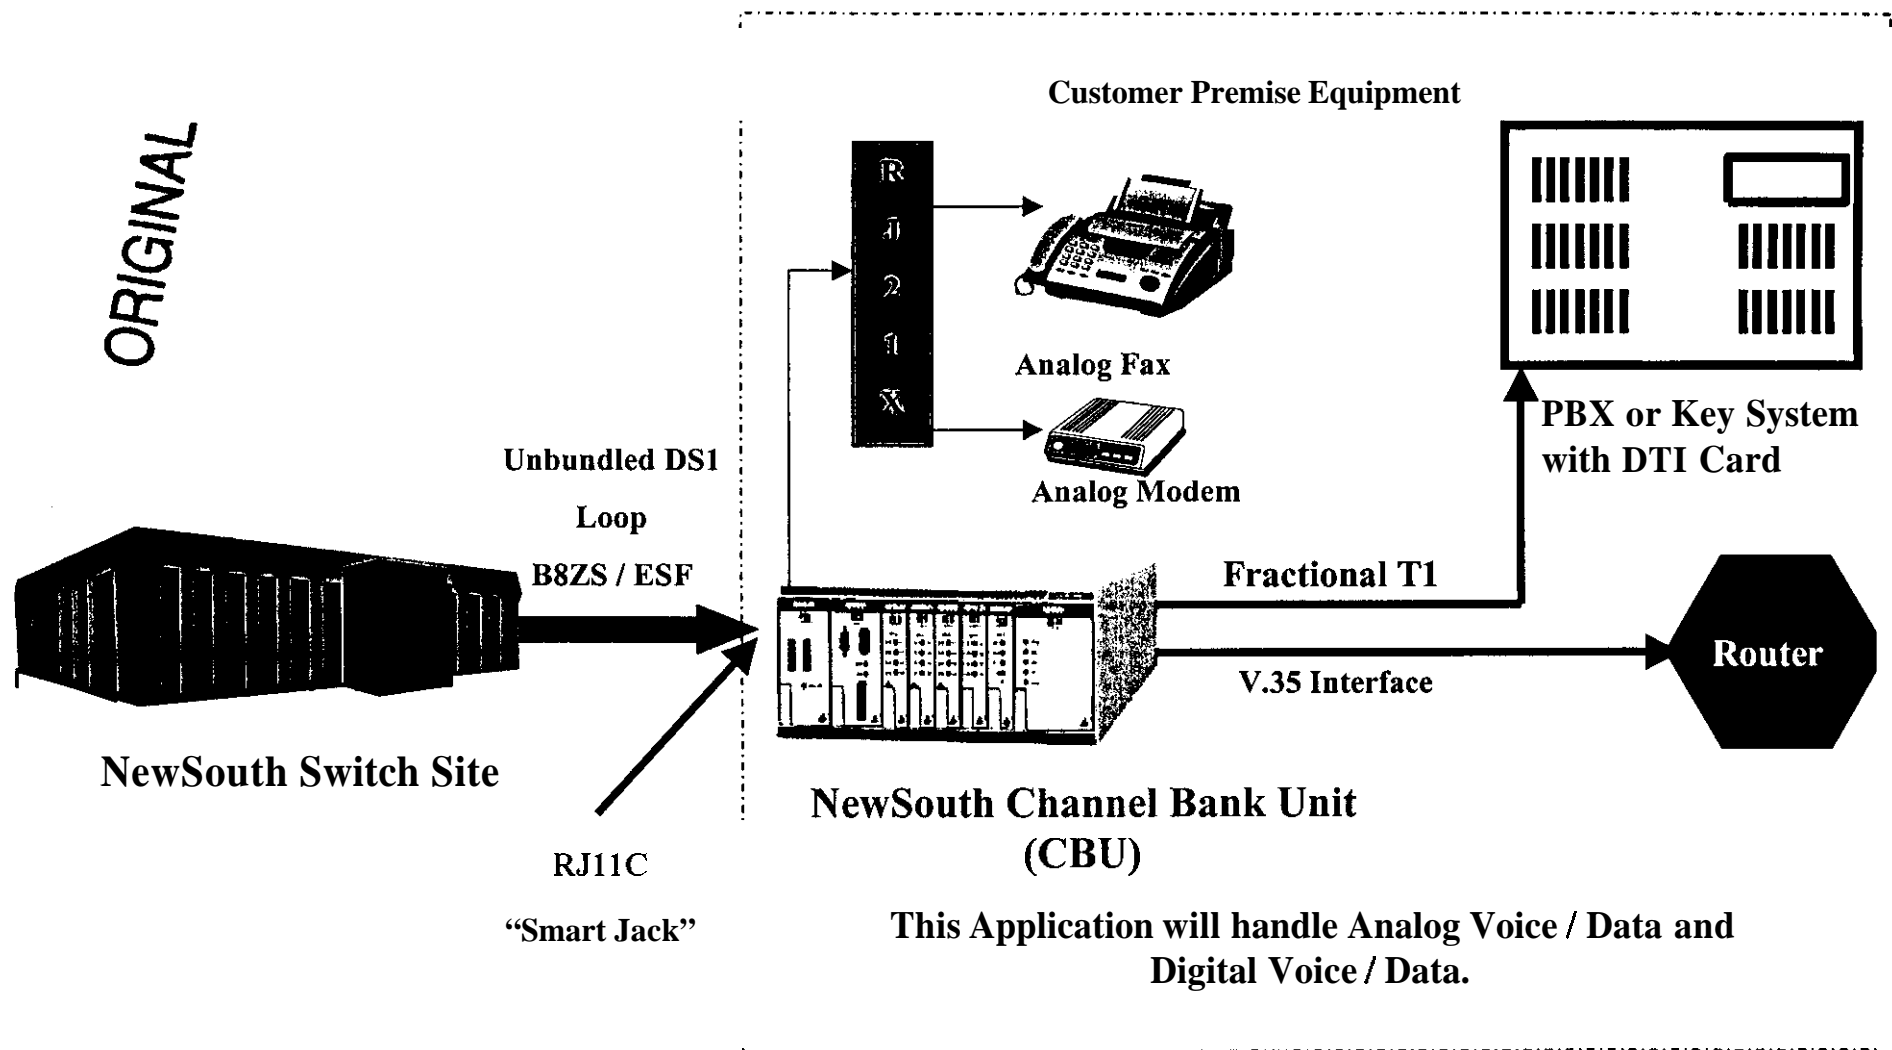 ORIGINAL
Customer Premise Equipment
R
J
2
1
X
Analog Fax
Analog Modem
PBX or Key System
with DTI Card
Unbundled DS1
Loop
B8ZS / ESF
Fractional T1
Router
V.35 Interface
NewSouth Switch Site
NewSouth Channel Bank Unit
(CBU)
RJ11C
“Smart Jack”
This Application will handle Analog Voice / Data and
Digital Voice / Data.